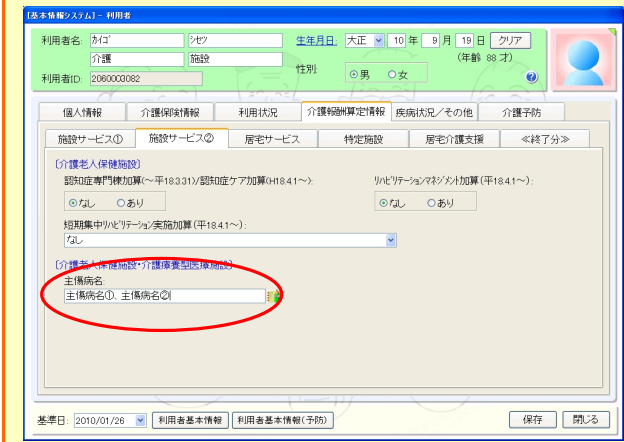 [基本情報システム] - 利用者
利用者名: ｶｲｺﾞ ｼｾﾂ 生年月日: 大正 10 年 9 月 19 日 クリア
介護 施設 性別: (年齢 88 才)
利用者ID: 2060003082 男 女
個人情報 介護保険情報 利用状況 介護報酬算定情報 疾病状況／その他 介護予防
施設サービス① 施設サービス② 居宅サービス 特定施設 居宅介護支援 ≪終了分≫
〔介護老人保健施設〕
認知症専門棟加算(～平18.3.31)/認知症ケア加算(H18.4.1～): ﾘﾊﾋﾞﾘﾃｰｼｮﾝﾏﾈｼﾞﾒﾝﾄ加算(平18.4.1～):
なし あり なし あり
短期集中ﾘﾊﾋﾞﾘﾃｰｼｮﾝ実施加算(平18.4.1～):
なし
〔介護老人保健施設・介護療養型医療施設〕
主傷病名:
主傷病名①、主傷病名②
基準日: 2010/01/26 利用者基本情報 利用者基本情報(予防) 保存 閉じる